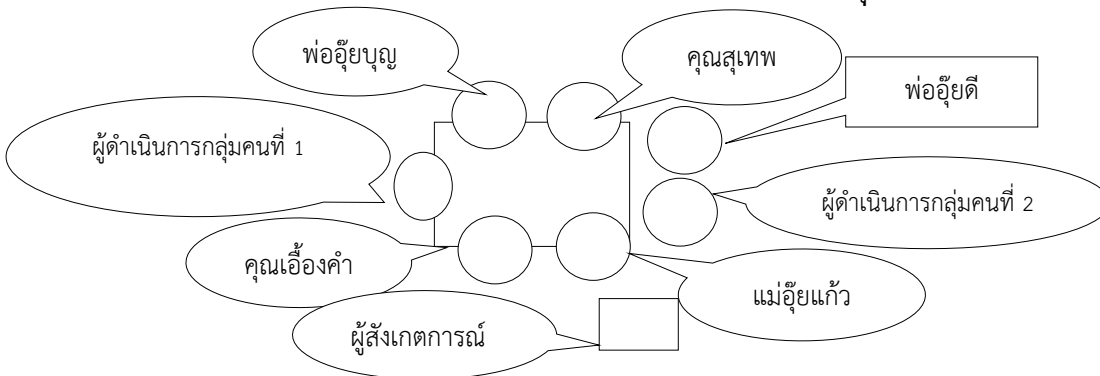 พ่ออุ๊ยบุญ
คุณสุเทพ
พ่ออุ๊ยดี
ผู้ดำเนินการกลุ่มคนที่ 1
ผู้ดำเนินการกลุ่มคนที่ 2
คุณเอื้องคำ
แม่อุ๊ยแก้ว
ผู้สังเกตการณ์